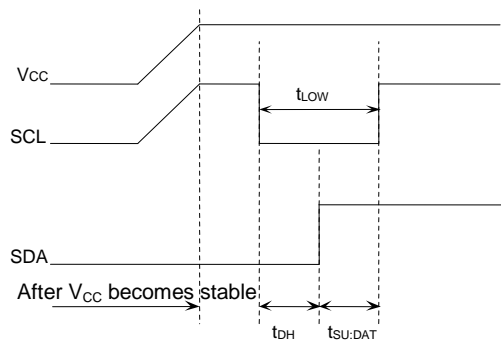 VCC
tLOW
SCL
SDA
After VCC becomes stable
tDH
tSU;DAT